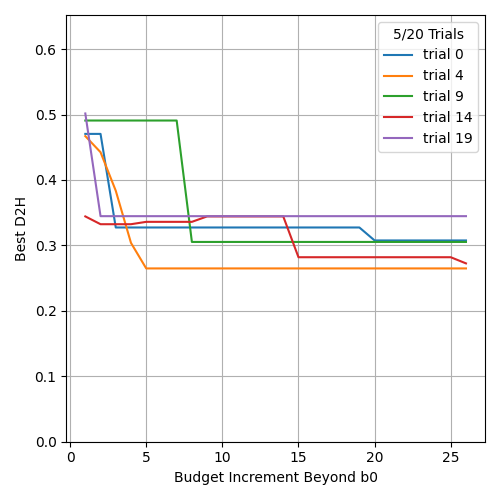 5/20 Trials
trial 0
trial 4
trial 9
trial 14
trial 19
Best D2H
0.6
0.5
0.4
0.3
0.2
0.1
0.0
0 5 10 15 20 25
Budget Increment Beyond b0